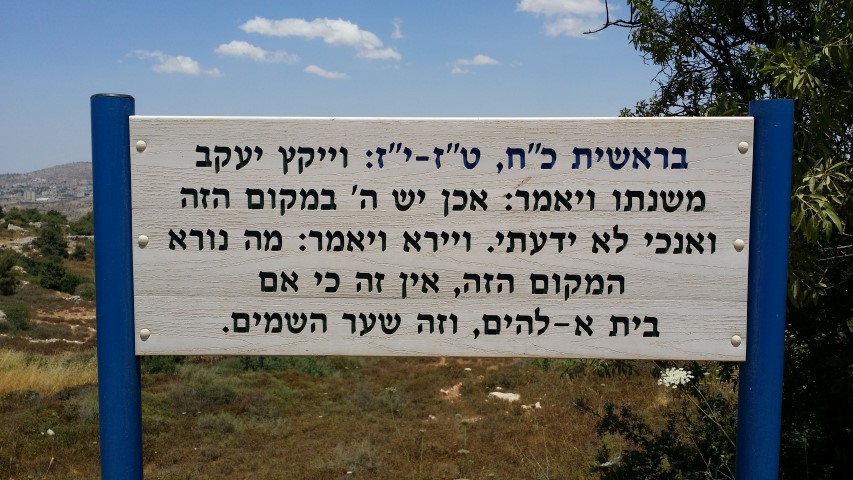 בראשית כ"ח, ט"ז-י"ז: וייקץ יעקב
משנתו ויאמר: אכן יש ה' במקום הזה
ואנכי לא ידעתי. ויירא ויאמר: מה נורא
המקום הזה, אין זה כי אם
בית א-להים, וזה שער השמים.